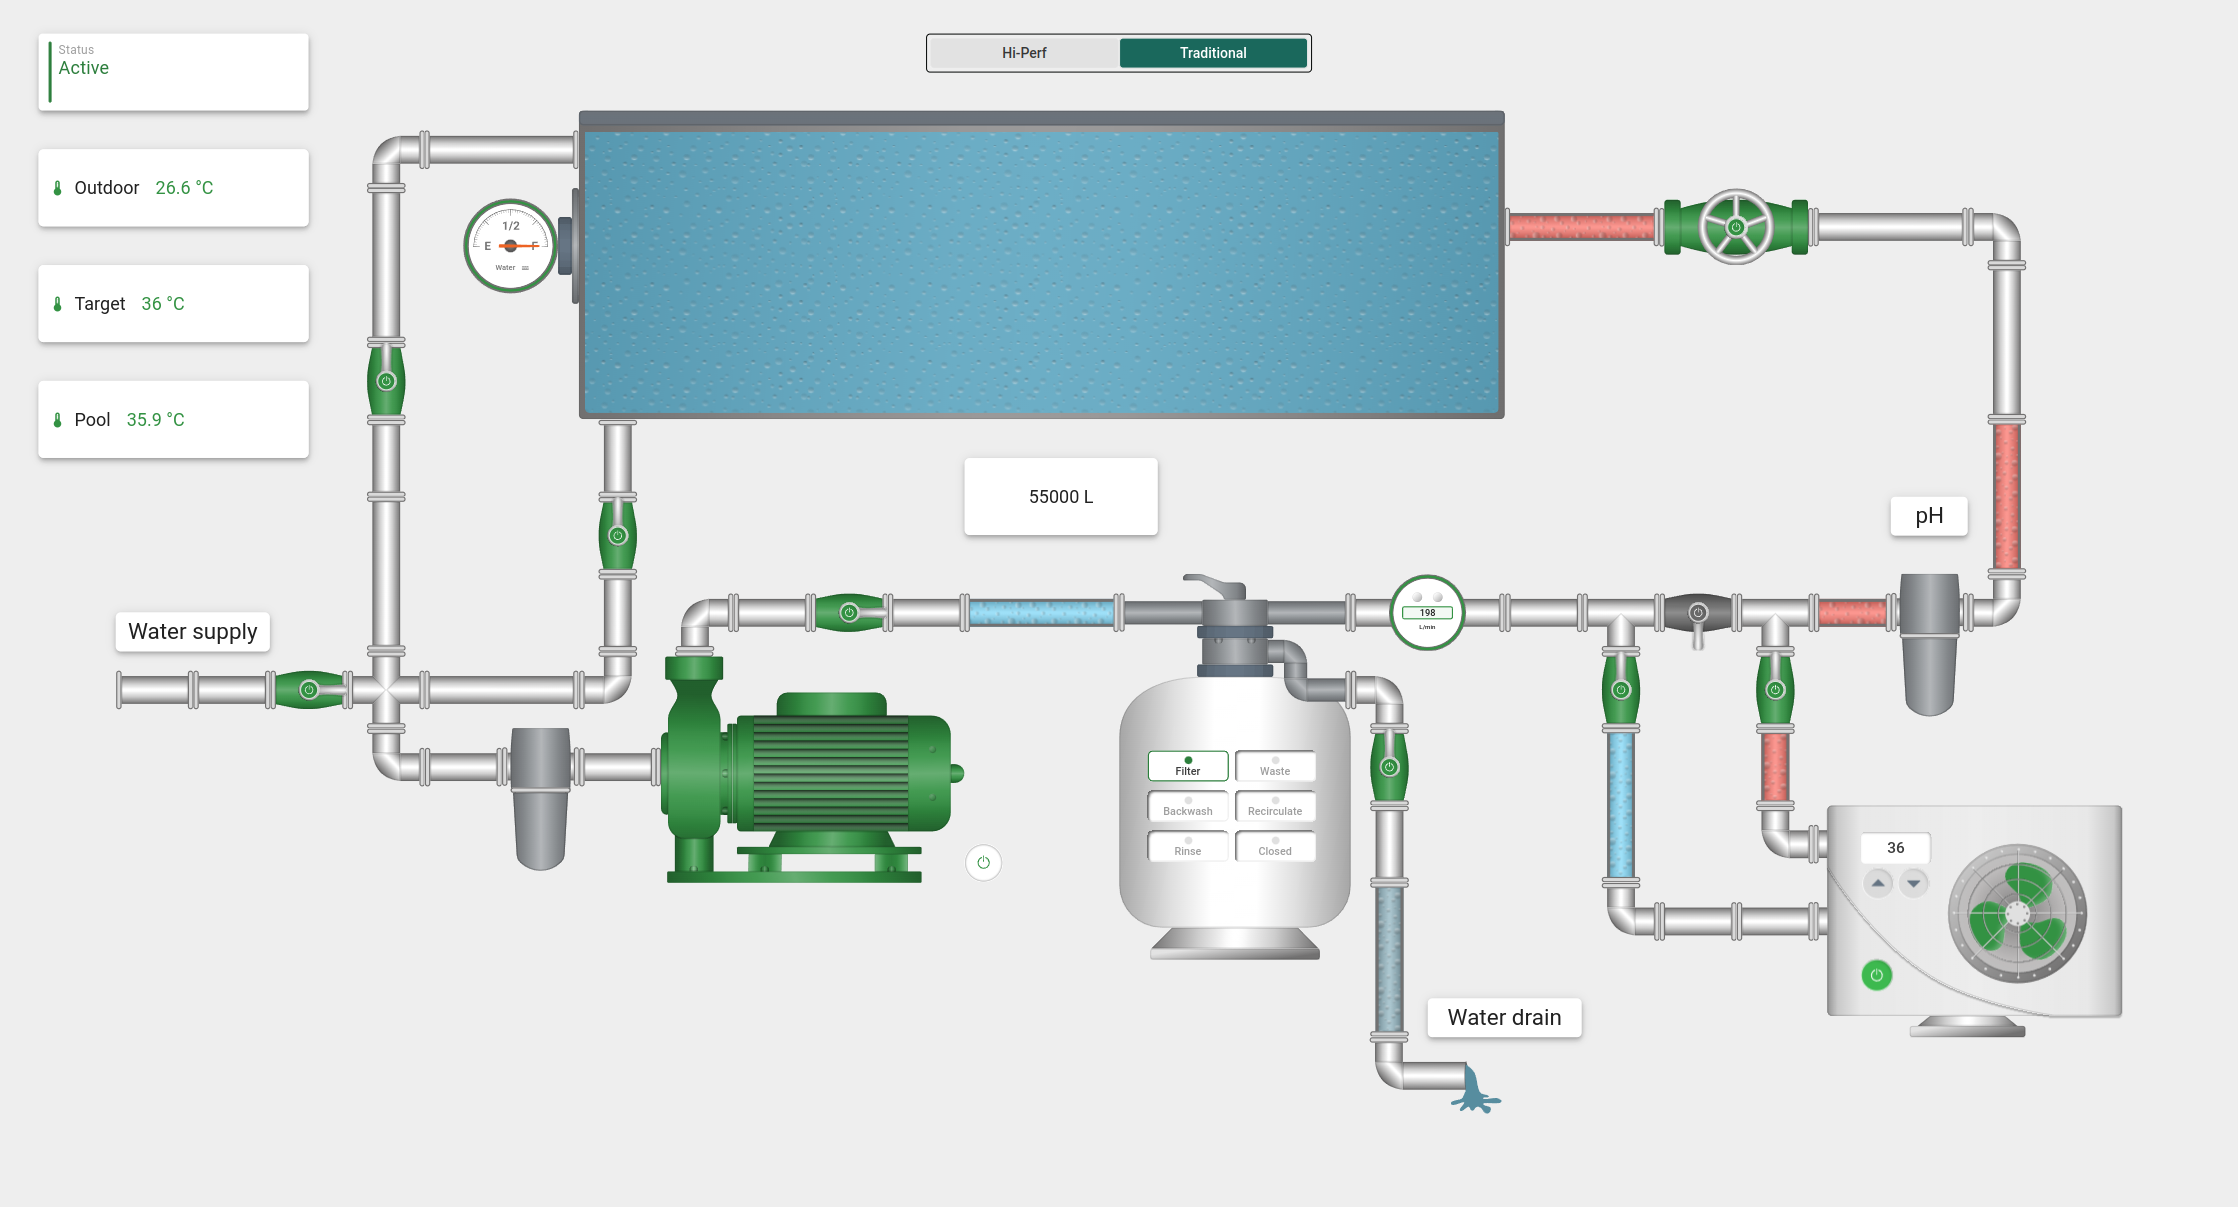 Status
Active
Hi-Perf
Traditional
Outdoor 26.6 °C
Target 36 °C
Pool 35.9 °C
1/2
E F
Water
55000 L
pH
198
L/min
Water supply
Filter
Waste
Backwash
Recirculate
Rinse
Closed
36
Water drain